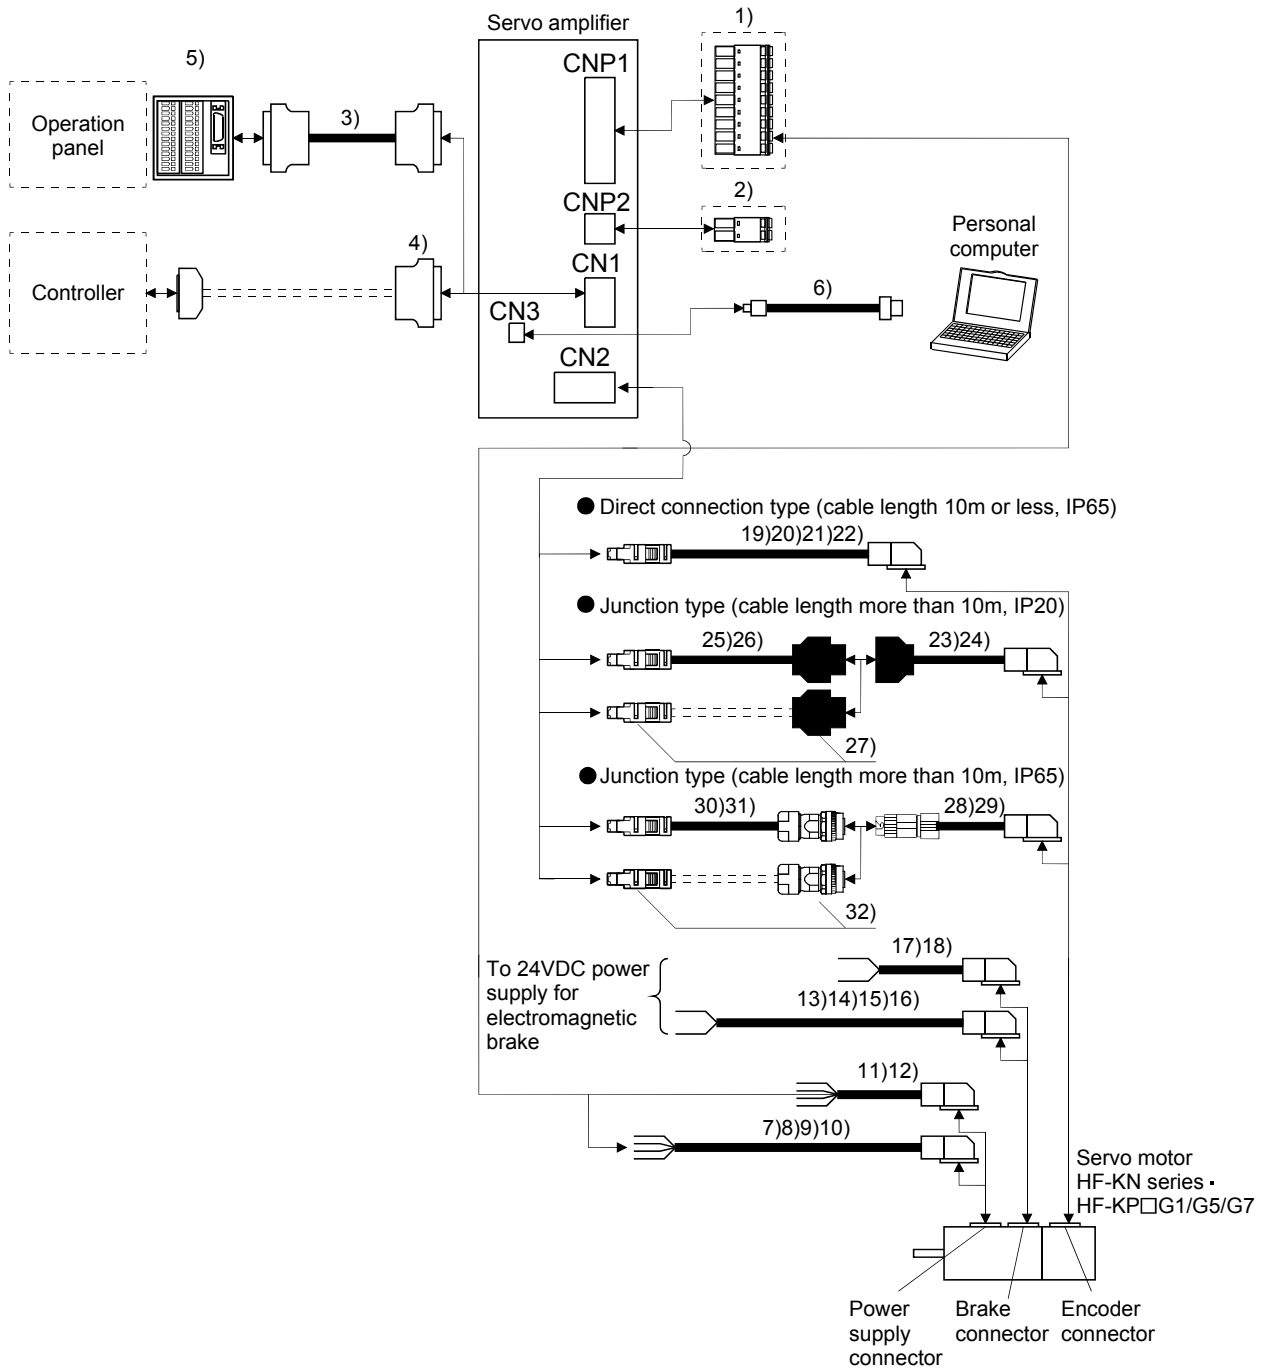 Servo amplifier
1)
5)
CNP1
Operation
panel
3)
2)
CNP2
Personal
computer
4)
CN1
Controller
6)
CN3
CN2
● Direct connection type (cable length 10m or less, IP65)
19)20)21)22)
● Junction type (cable length more than 10m, IP20)
25)26)
23)24)
27)
● Junction type (cable length more than 10m, IP65)
30)31)
28)29)
32)
17)18)
To 24VDC power
supply for
electromagnetic
brake
13)14)15)16)
11)12)
7)8)9)10)
Servo motor
HF-KN series ·
HF-KP□G1/G5/G7
Power
supply
connector
Brake
connector
Encoder
connector